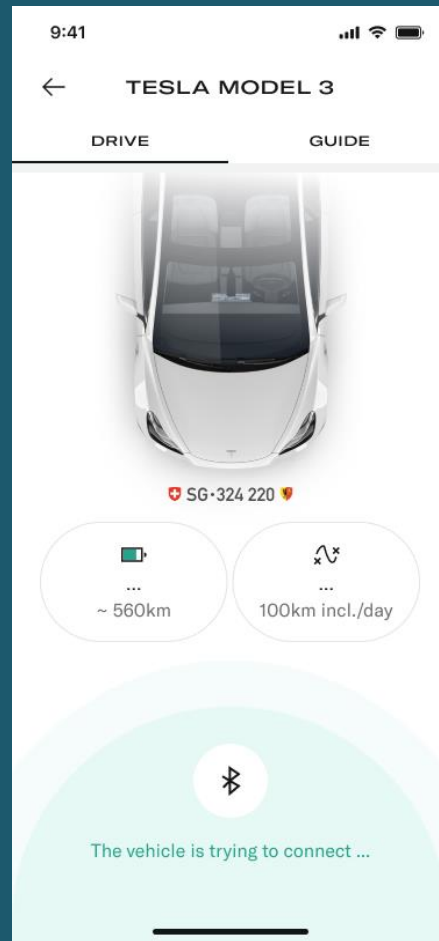 9:41
TESLA MODEL 3
DRIVE GUIDE
SG·324 220
... ...
~ 560km 100km incl./day
The vehicle is trying to connect ...